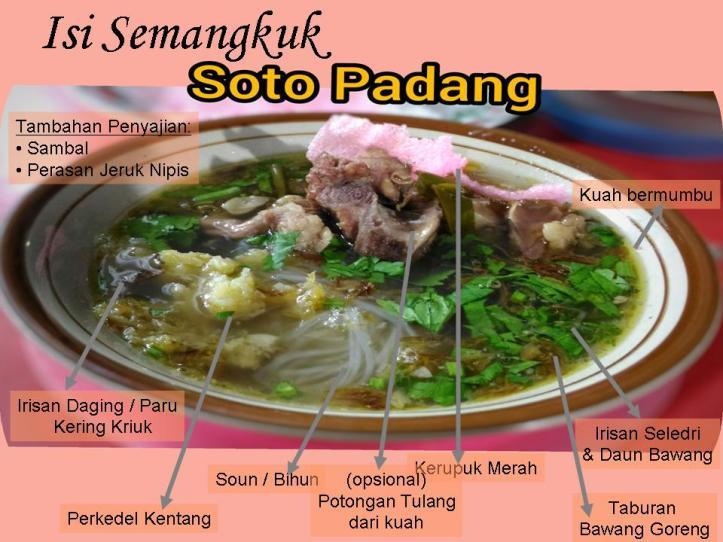 Isi Semangkuk
Soto Padang
Tambahan Penyajian:
• Sambal
• Perasan Jeruk Nipis
Kuah bermumbu
Irisan Daging / Paru
Kering Kriuk
Perkedel Kentang
Soun / Bihun
(opsional)
Potongan Tulang
dari kuah
Kerupuk Merah
Irisan Seledri
& Daun Bawang
Taburan
Bawang Goreng